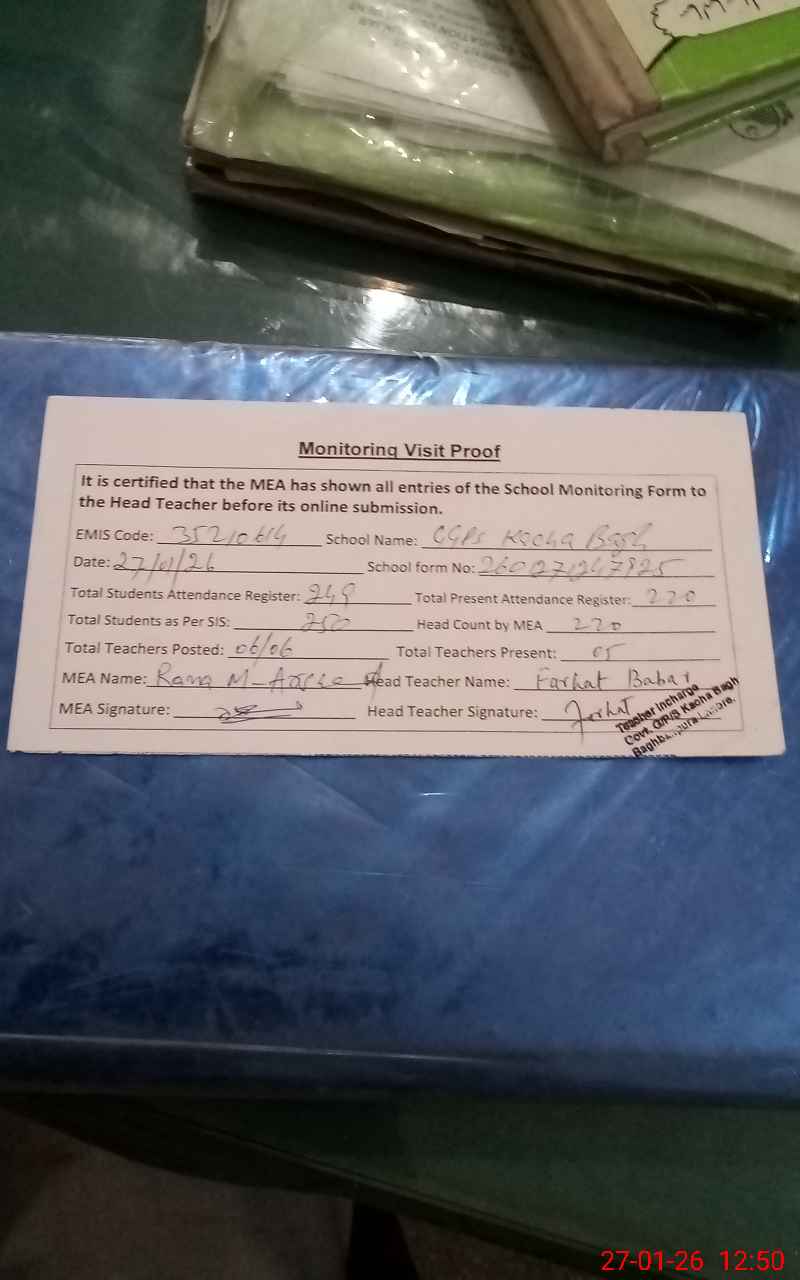 Monitoring Visit Proof
It is certified that the MEA has shown all entries of the School Monitoring Form to
the Head Teacher before its online submission.
EMIS Code: 35210614 School Name: GGPS Kacha Bagh
Date: 27/01/26 School form No: 2601271247925
Total Students Attendance Register: 249 Total Present Attendance Register: 220
Total Students as Per SIS: 250 Head Count by MEA 220
Total Teachers Posted: 06/06 Total Teachers Present: 05
MEA Name: Rana M- Head Teacher Name: Farhat Babar
MEA Signature: Head Teacher Signature: Farhat
Teacher Incharge
Govt. Kacha Bagh
27-01-26 12:50